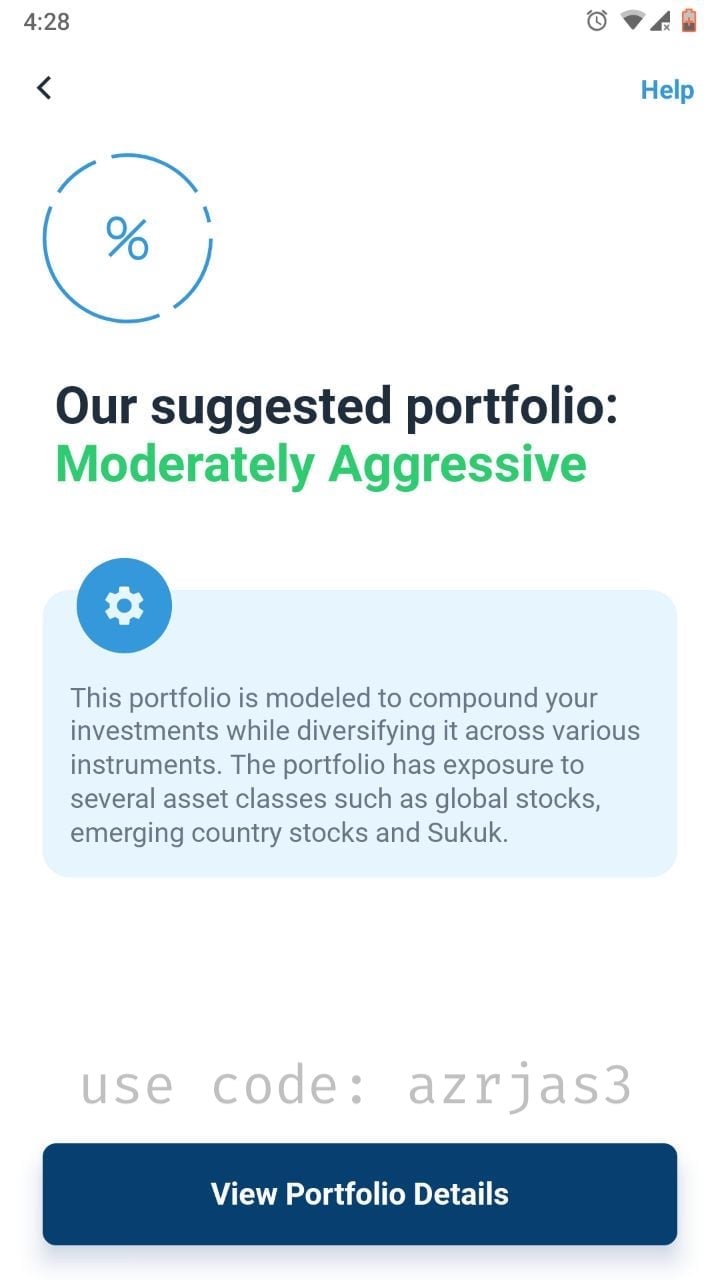 4:28
Help
%
Our suggested portfolio:
Moderately Aggressive
This portfolio is modeled to compound your
investments while diversifying it across various
instruments. The portfolio has exposure to
several asset classes such as global stocks,
emerging country stocks and Sukuk.
use code: azrjas3
View Portfolio Details